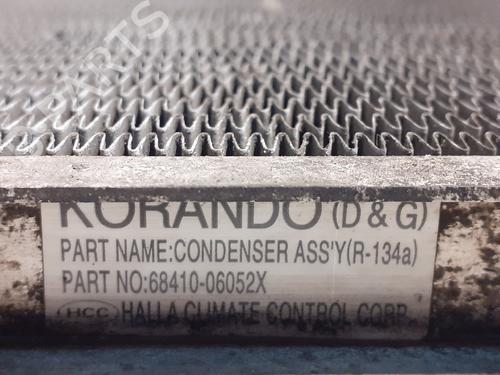 KORANDO (D & G)
PART NAME:CONDENSER ASS'Y(R-134a)
PART NO:68410-06052X
HCC HALLA CLIMATE CONTROL CORP.